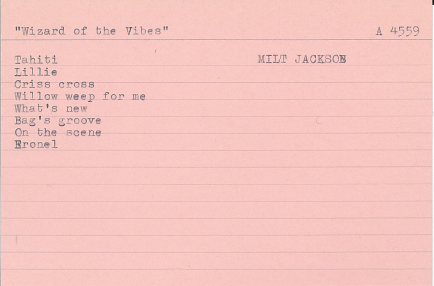 "Wizard of the Vibes" A 4559
Tahiti MILT JACKSON
Lillie
Criss cross
Willow weep for me
What's new
Bag's groove
On the scene
Eronel